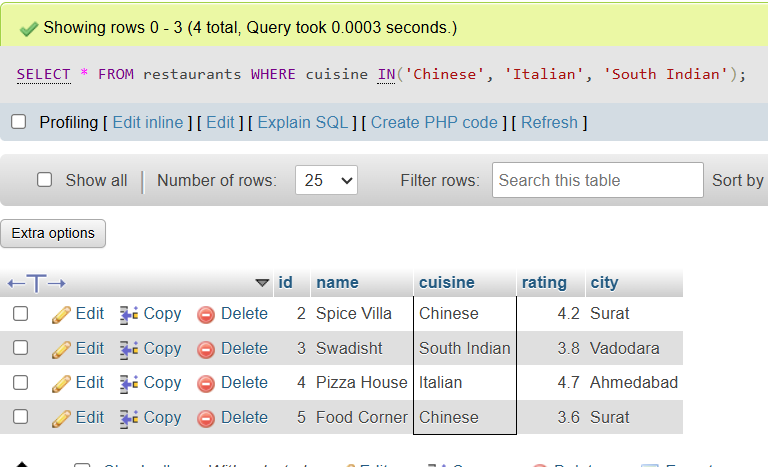 Showing rows 0 - 3 (4 total, Query took 0.0003 seconds.)
SELECT * FROM restaurants WHERE cuisine IN('Chinese', 'Italian', 'South Indian');
Profiling [ Edit inline ] [ Edit ] [ Explain SQL ] [ Create PHP code ] [ Refresh ]
Show all | Number of rows: 25 Filter rows: Search this table Sort by
Extra options
id name cuisine rating city
Edit Copy Delete 2 Spice Villa Chinese 4.2 Surat
Edit Copy Delete 3 Swadisht South Indian 3.8 Vadodara
Edit Copy Delete 4 Pizza House Italian 4.7 Ahmedabad
Edit Copy Delete 5 Food Corner Chinese 3.6 Surat